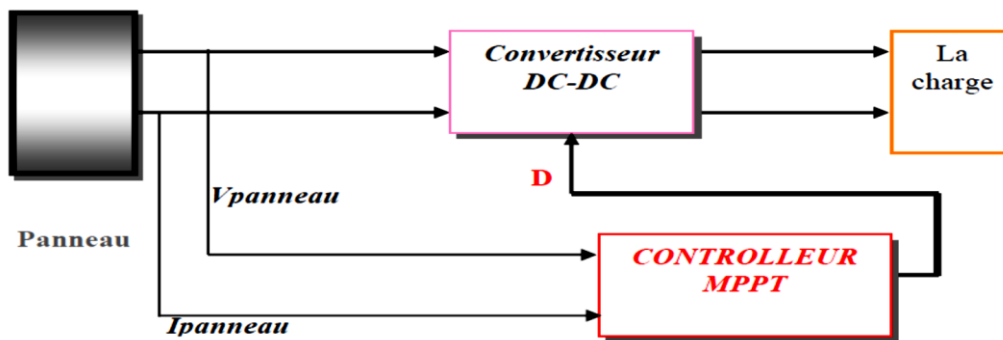 Convertisseur
DC-DC
La
charge
D
Vpanneau
Panneau
CONTROLLEUR
MPPT
Ipanneau